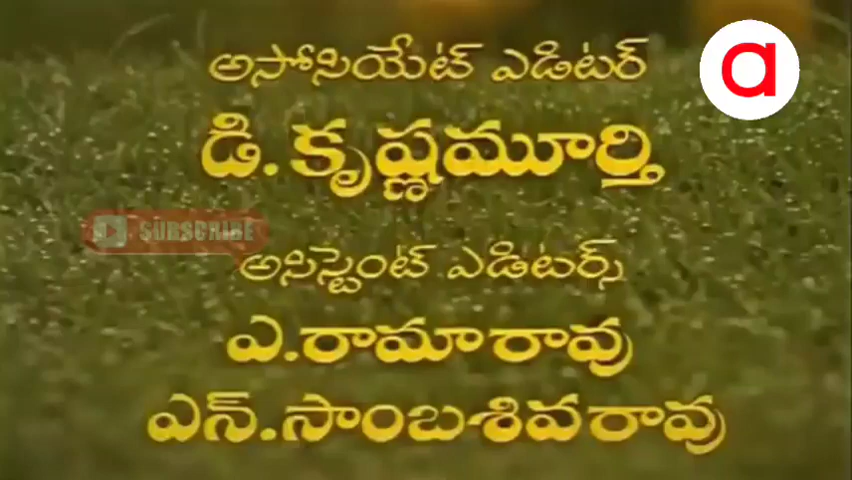 అసోసియేట్ ఎడిటర్
a
డి.కృష్ణమూర్తి
SUBSCRIBE
అసిస్టెంట్ ఎడిటర్స్
ఎ.రామారావు
ఎన్.సాంబశివరావు